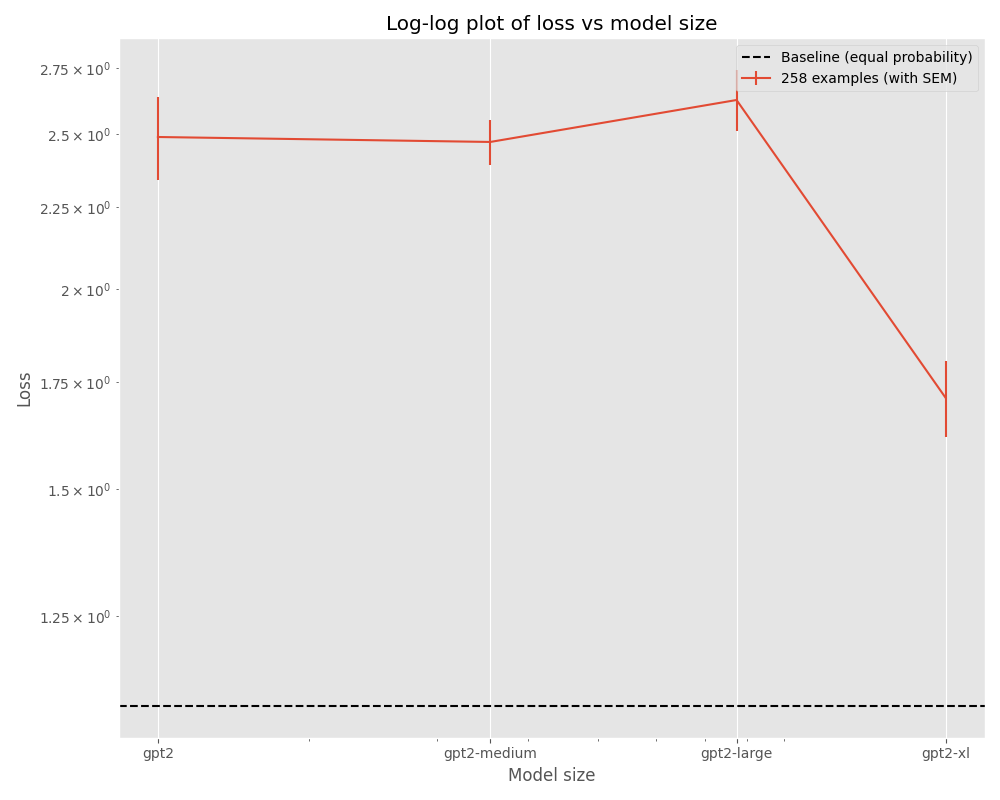 Log-log plot of loss vs model size
Baseline (equal probability)
258 examples (with SEM)
2.75 × 10⁰
2.5 × 10⁰
2.25 × 10⁰
2 × 10⁰
1.75 × 10⁰
1.5 × 10⁰
1.25 × 10⁰
Loss
gpt2 gpt2-medium gpt2-large gpt2-xl
Model size